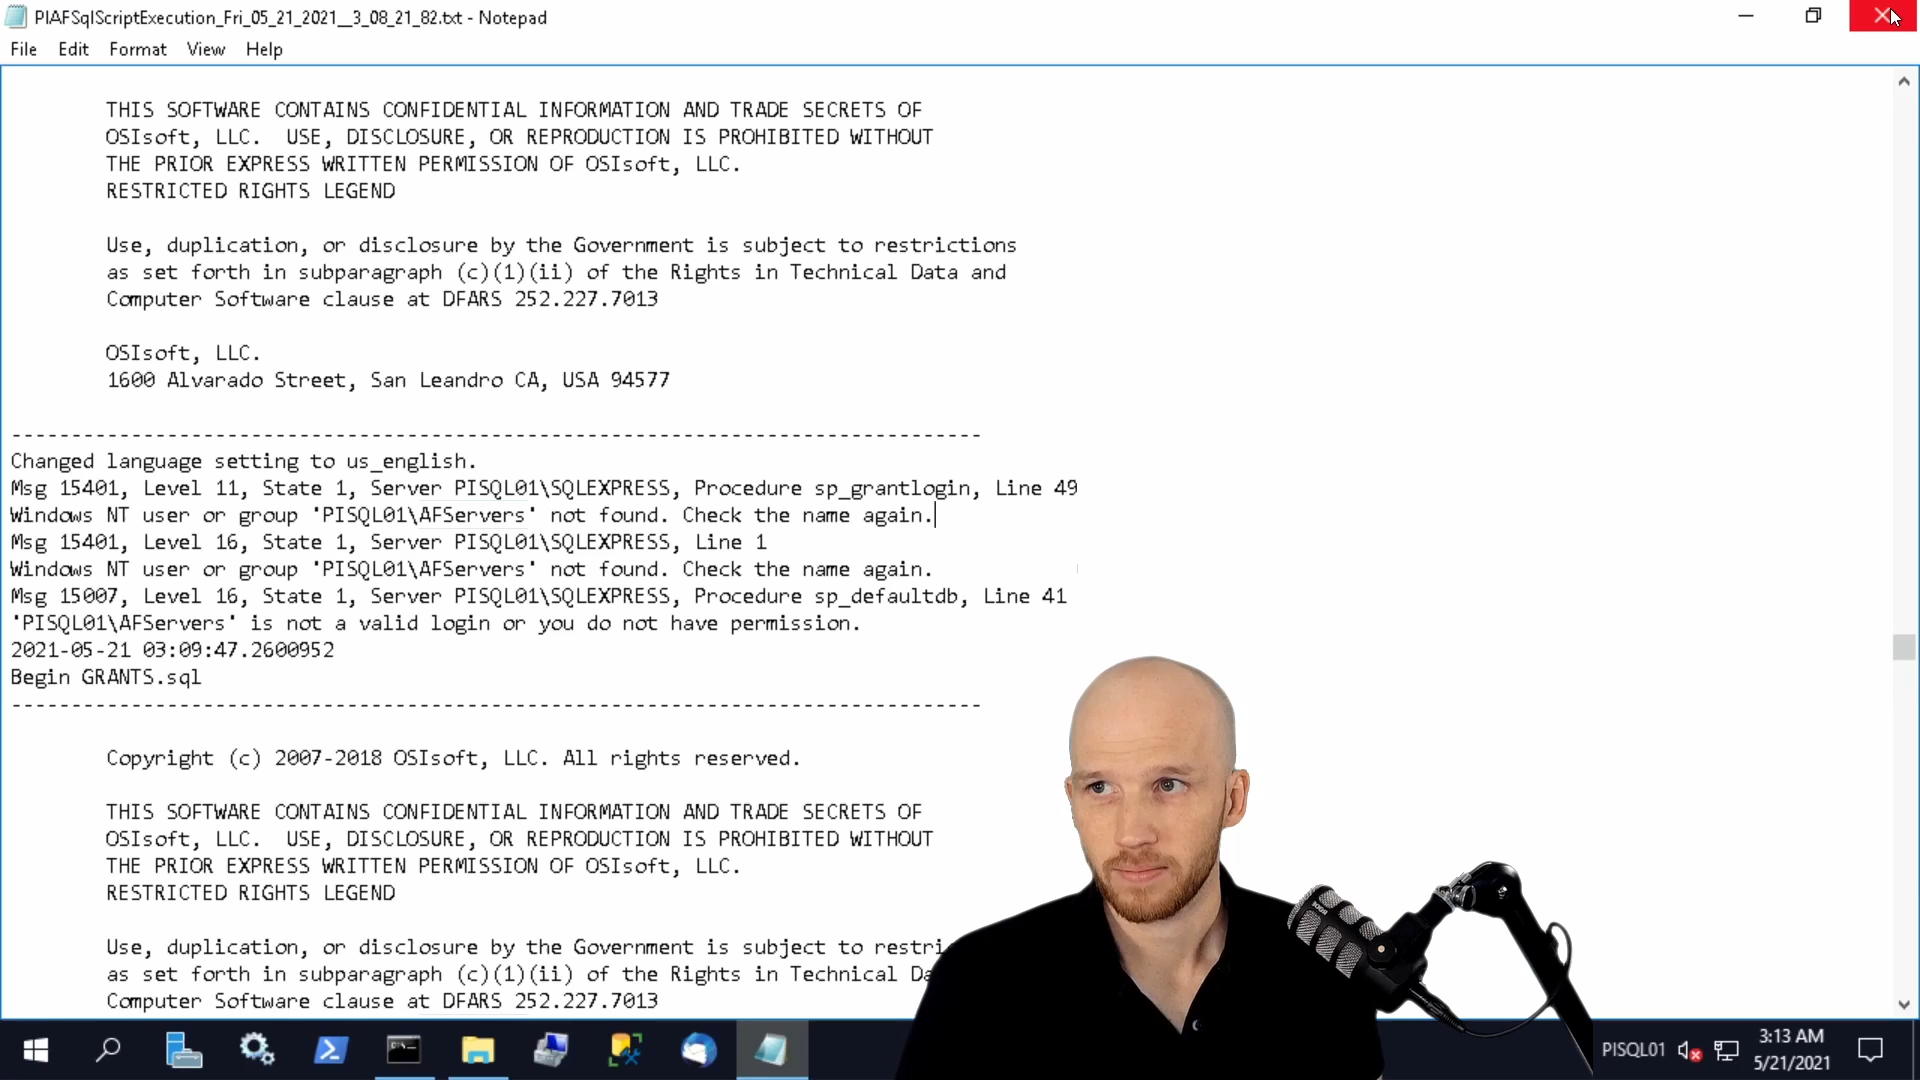 PIAFSqlScriptExecution_Fri_05_21_2021__3_08_21_82.txt - Notepad
File Edit Format View Help
THIS SOFTWARE CONTAINS CONFIDENTIAL INFORMATION AND TRADE SECRETS OF
OSIsoft, LLC.  USE, DISCLOSURE, OR REPRODUCTION IS PROHIBITED WITHOUT
THE PRIOR EXPRESS WRITTEN PERMISSION OF OSIsoft, LLC.
RESTRICTED RIGHTS LEGEND
Use, duplication, or disclosure by the Government is subject to restrictions
as set forth in subparagraph (c)(1)(ii) of the Rights in Technical Data and
Computer Software clause at DFARS 252.227.7013
OSIsoft, LLC.
1600 Alvarado Street, San Leandro CA, USA 94577
---------------------------------------------------------------------------------
Changed language setting to us_english.
Msg 15401, Level 11, State 1, Server PISQL01\SQLEXPRESS, Procedure sp_grantlogin, Line 49
Windows NT user or group 'PISQL01\AFServers' not found. Check the name again.
Msg 15401, Level 16, State 1, Server PISQL01\SQLEXPRESS, Line 1
Windows NT user or group 'PISQL01\AFServers' not found. Check the name again.
Msg 15007, Level 16, State 1, Server PISQL01\SQLEXPRESS, Procedure sp_defaultdb, Line 41
'PISQL01\AFServers' is not a valid login or you do not have permission.
2021-05-21 03:09:47.2600952
Begin GRANTS.sql
---------------------------------------------------------------------------------
Copyright (c) 2007-2018 OSIsoft, LLC. All rights reserved.
THIS SOFTWARE CONTAINS CONFIDENTIAL INFORMATION AND TRADE SECRETS OF
OSIsoft, LLC.  USE, DISCLOSURE, OR REPRODUCTION IS PROHIBITED WITHOUT
THE PRIOR EXPRESS WRITTEN PERMISSION OF OSIsoft, LLC.
RESTRICTED RIGHTS LEGEND
Use, duplication, or disclosure by the Government is subject to restri
as set forth in subparagraph (c)(1)(ii) of the Rights in Technical Da
Computer Software clause at DFARS 252.227.7013
RODE
PISQL01
3:13 AM
5/21/2021